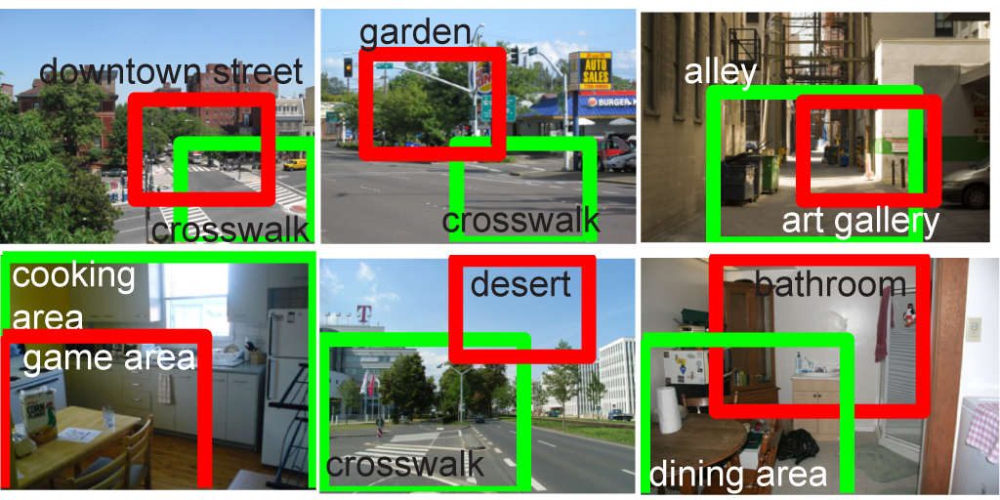 downtown street
crosswalk
garden
AUTO
SALES
BURGER
crosswalk
alley
art gallery
cooking
area
game area
CORN
T
desert
crosswalk
bathroom
dining area